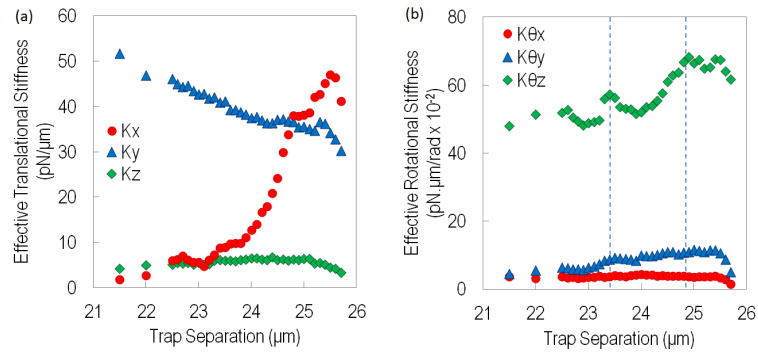 (a)
Effective Translational Stiffness
(pN/μm)
60
50
40
30
20
10
0
Kx
Ky
Kz
21 22 23 24 25 26
Trap Separation (μm)
(b)
Effective Rotational Stiffness
(pN.μm/rad x 10⁻²)
80
60
40
20
0
Kθx
Kθy
Kθz
21 22 23 24 25 26
Trap Separation (μm)